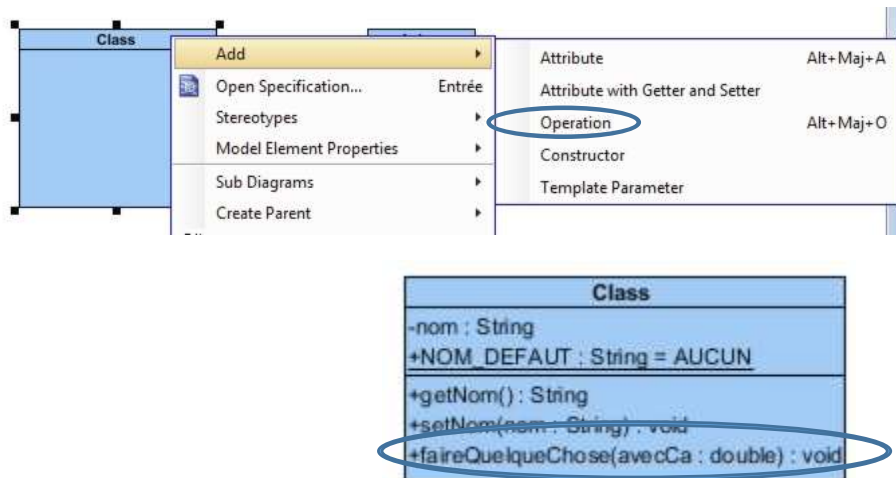 Class
Add
Open Specification... Entrée
Stereotypes
Model Element Properties
Sub Diagrams
Create Parent
Attribute Alt+Maj+A
Attribute with Getter and Setter
Operation Alt+Maj+O
Constructor
Template Parameter
Class
-nom : String
+NOM_DEFAUT : String = AUCUN
+getNom() : String
+setNom(nom : String) : void
+faireQuelqueChose(avecCa : double) : void